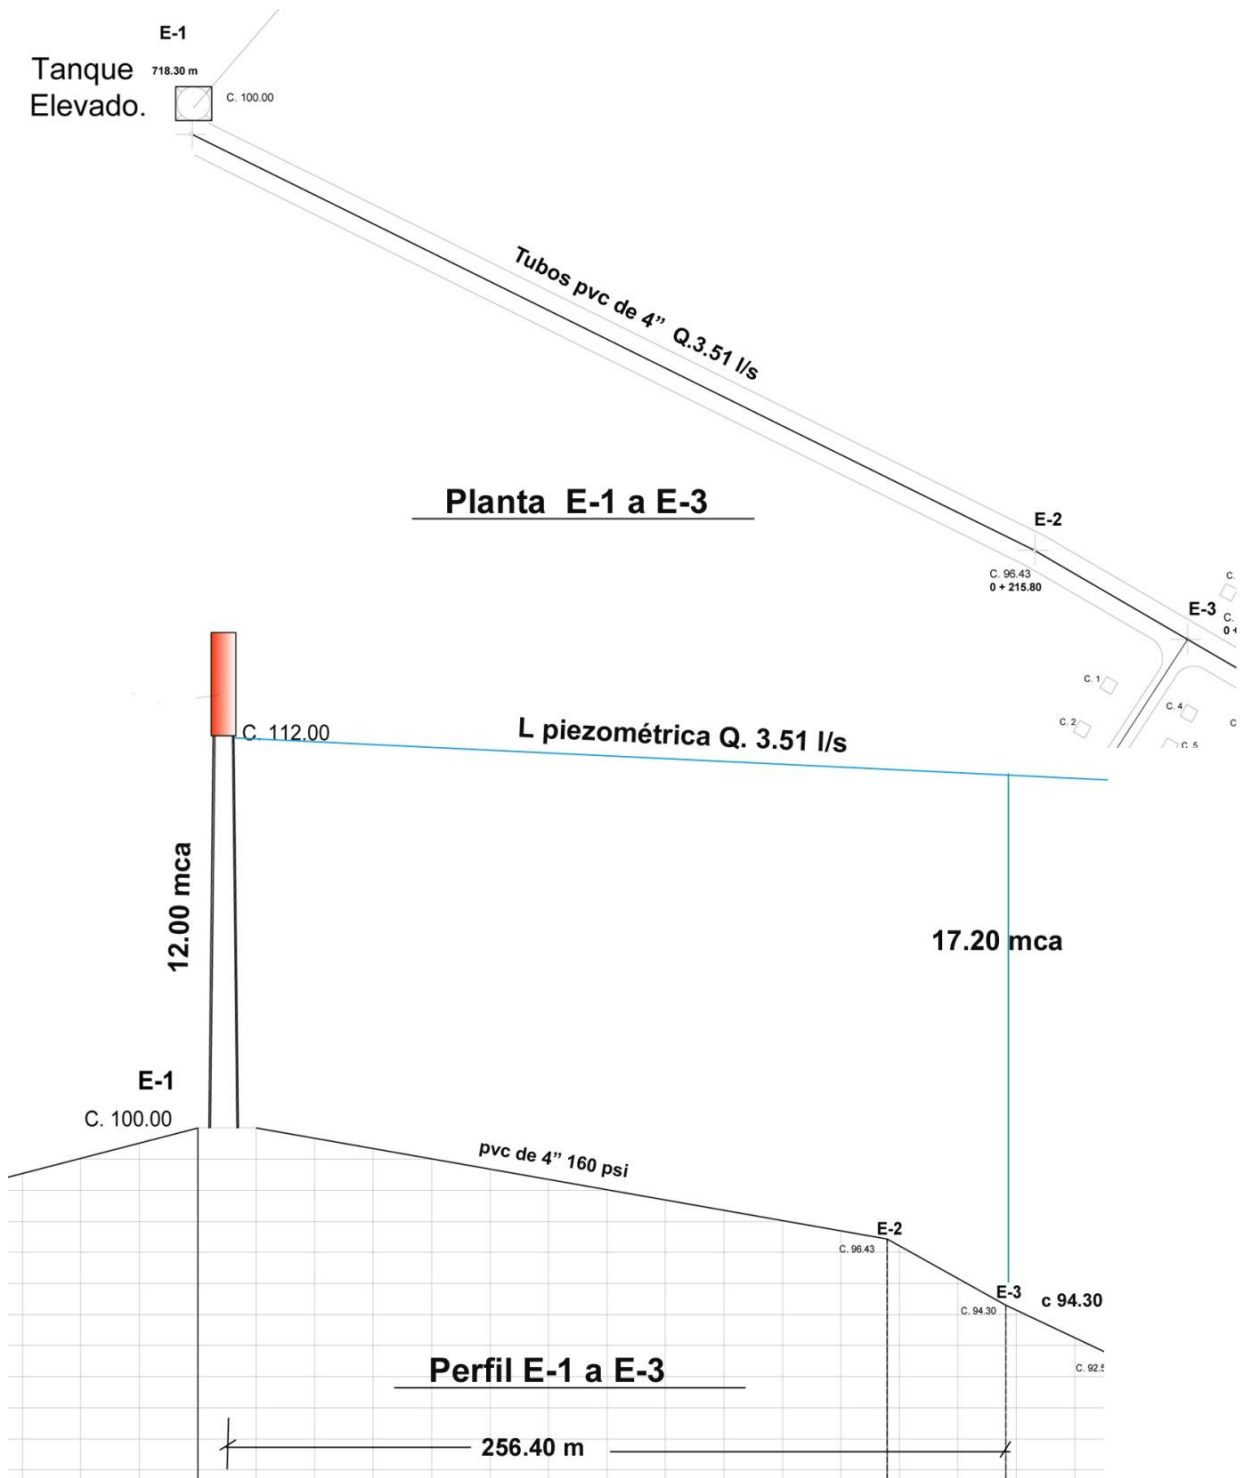 E-1
Tanque 718.30 m
Elevado.
C. 100.00
Tubos pvc de 4” Q.3.51 l/s
Planta E-1 a E-3
E-2
C. 96.43
0 + 215.80
E-3
C.
C.
0 +
C. 1
C. 2
C. 4
C. 5
C. 112.00
L piezométrica Q. 3.51 l/s
12.00 mca
17.20 mca
E-1
C. 100.00
pvc de 4” 160 psi
E-2
C. 96.43
E-3
c 94.30
C. 94.30
C. 92.5
Perfil E-1 a E-3
256.40 m